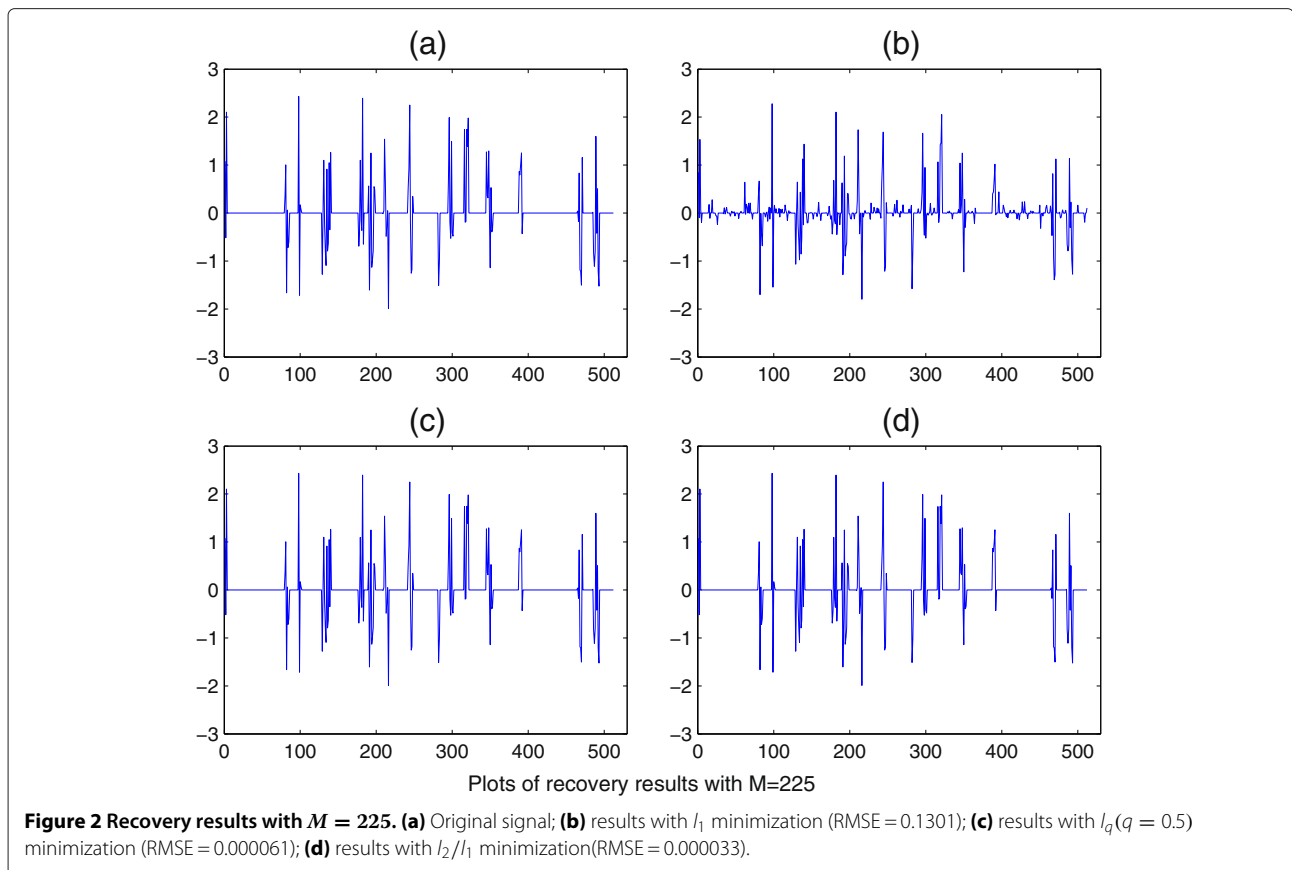 (a)
(b)
3
2
1
0
−1
−2
−3
0 100 200 300 400 500
3
2
1
0
−1
−2
−3
0 100 200 300 400 500
(c)
(d)
3
2
1
0
−1
−2
−3
0 100 200 300 400 500
3
2
1
0
−1
−2
−3
0 100 200 300 400 500
Plots of recovery results with M=225
Figure 2 Recovery results with M = 225. (a) Original signal; (b) results with l1 minimization (RMSE = 0.1301); (c) results with lq(q = 0.5)
minimization (RMSE = 0.000061); (d) results with l2/l1 minimization(RMSE = 0.000033).